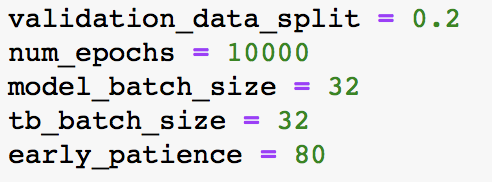 validation_data_split = 0.2
num_epochs = 10000
model_batch_size = 32
tb_batch_size = 32
early_patience = 80